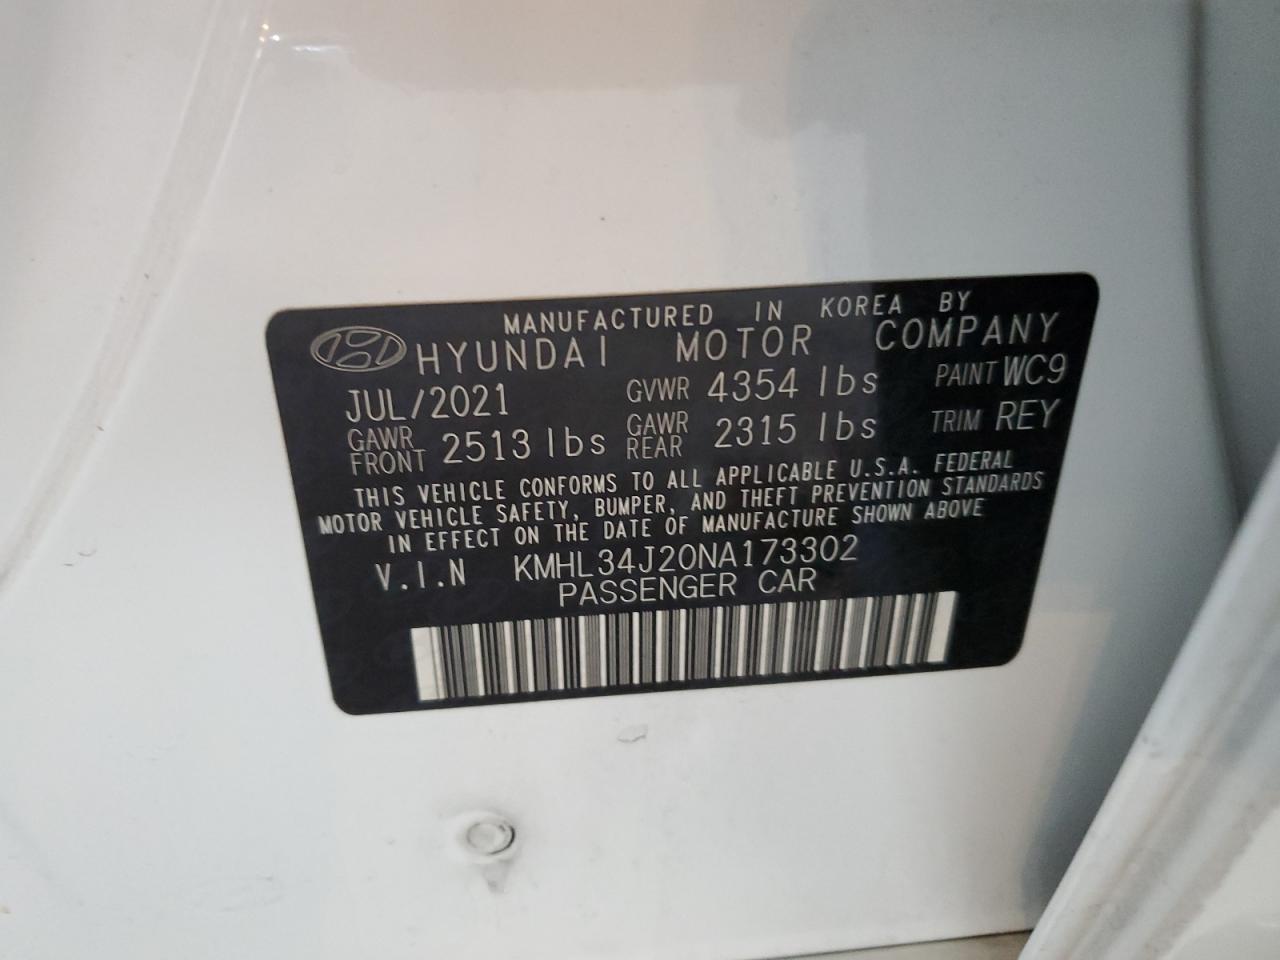 MANUFACTURED IN KOREA BY
HYUNDAI MOTOR COMPANY
JUL/2021 GVWR 4354 lbs PAINT WC9
GAWR FRONT 2513 lbs GAWR REAR 2315 lbs TRIM REY
THIS VEHICLE CONFORMS TO ALL APPLICABLE U.S.A. FEDERAL
MOTOR VEHICLE SAFETY, BUMPER, AND THEFT PREVENTION STANDARDS
IN EFFECT ON THE DATE OF MANUFACTURE SHOWN ABOVE
V.I.N KMHL34J20NA173302
PASSENGER CAR